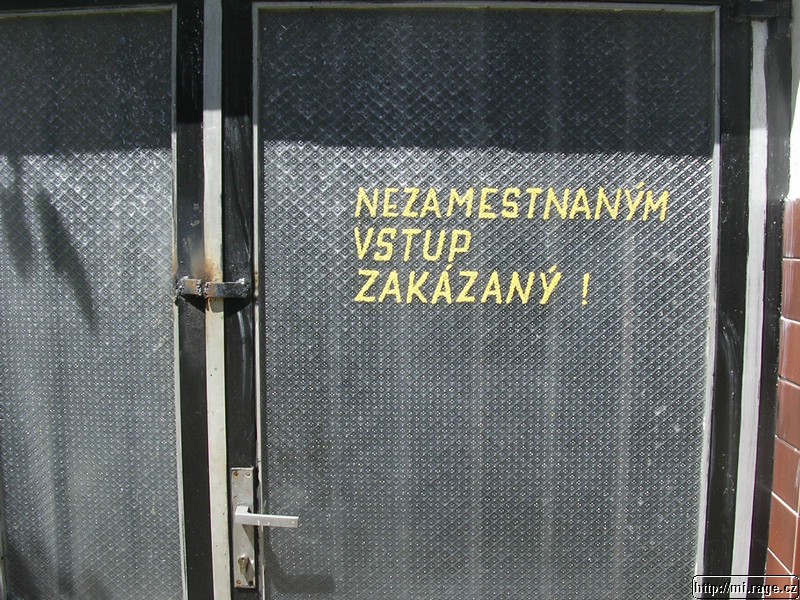 NEZAMESTNANÝM
VSTUP
ZAKÁZANÝ !
http://mi.rage.cz